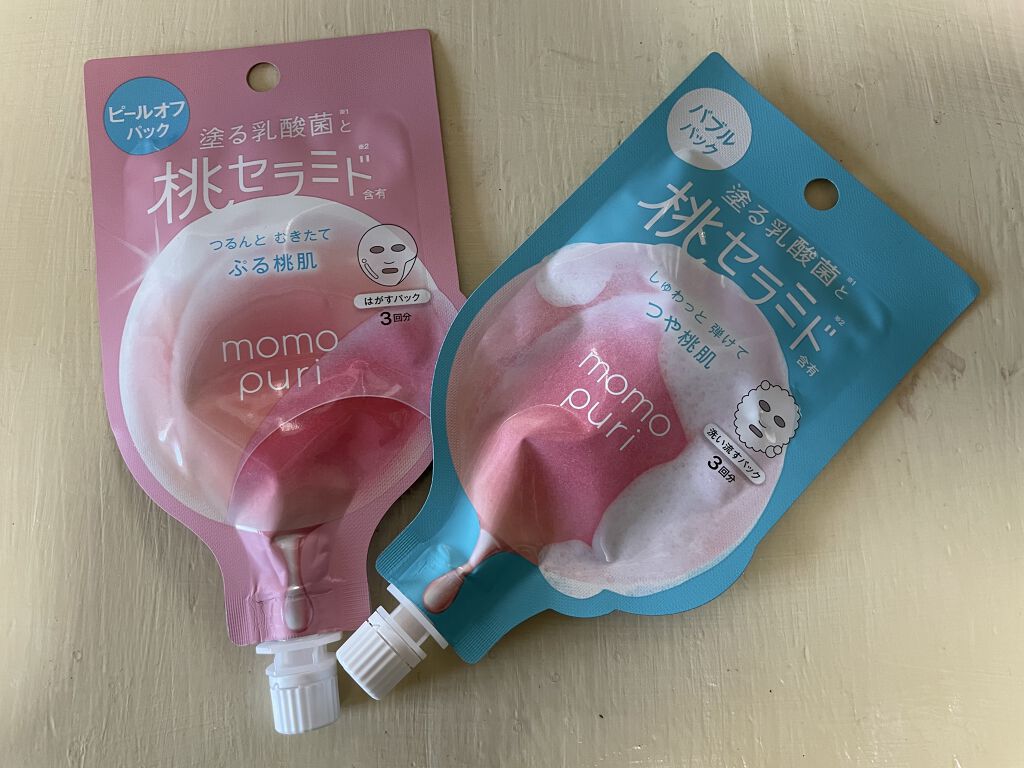 ピールオフ
パック
塗る乳酸菌※1と
桃セラミド※2
含有
つるんと むきたて
ぷる桃肌
はがすパック
3回分
momo
puri
バブル
パック
塗る乳酸菌※1と
桃セラミド※2
含有
しゅわっと 弾けて
つや桃肌
momo
puri
洗い流すパック
3回分